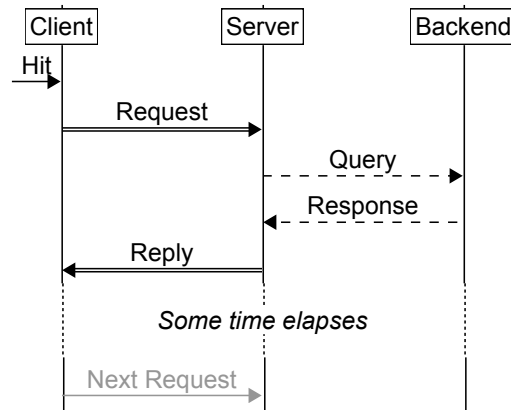 Client
Server
Backend
Hit
Request
Query
Response
Reply
Some time elapses
Next Request